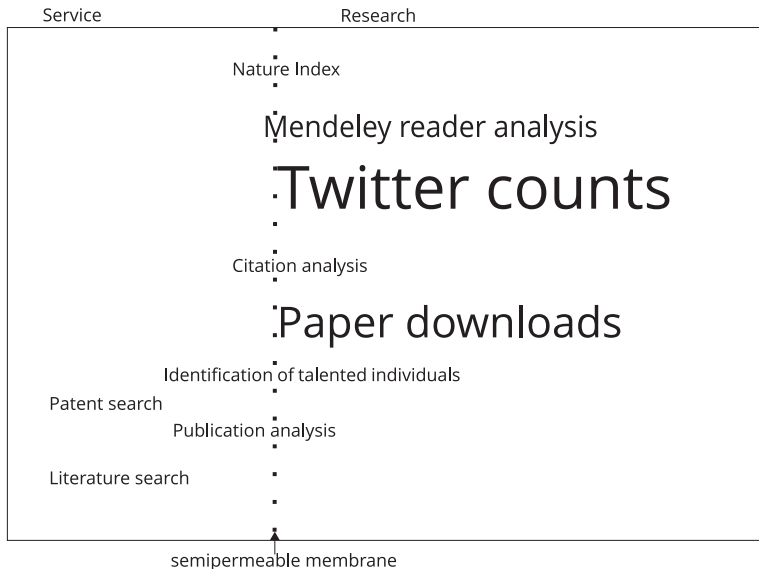 Service Research
Nature Index
Mendeley reader analysis
Twitter counts
Citation analysis
Paper downloads
Identification of talented individuals
Patent search
Publication analysis
Literature search
semipermeable membrane